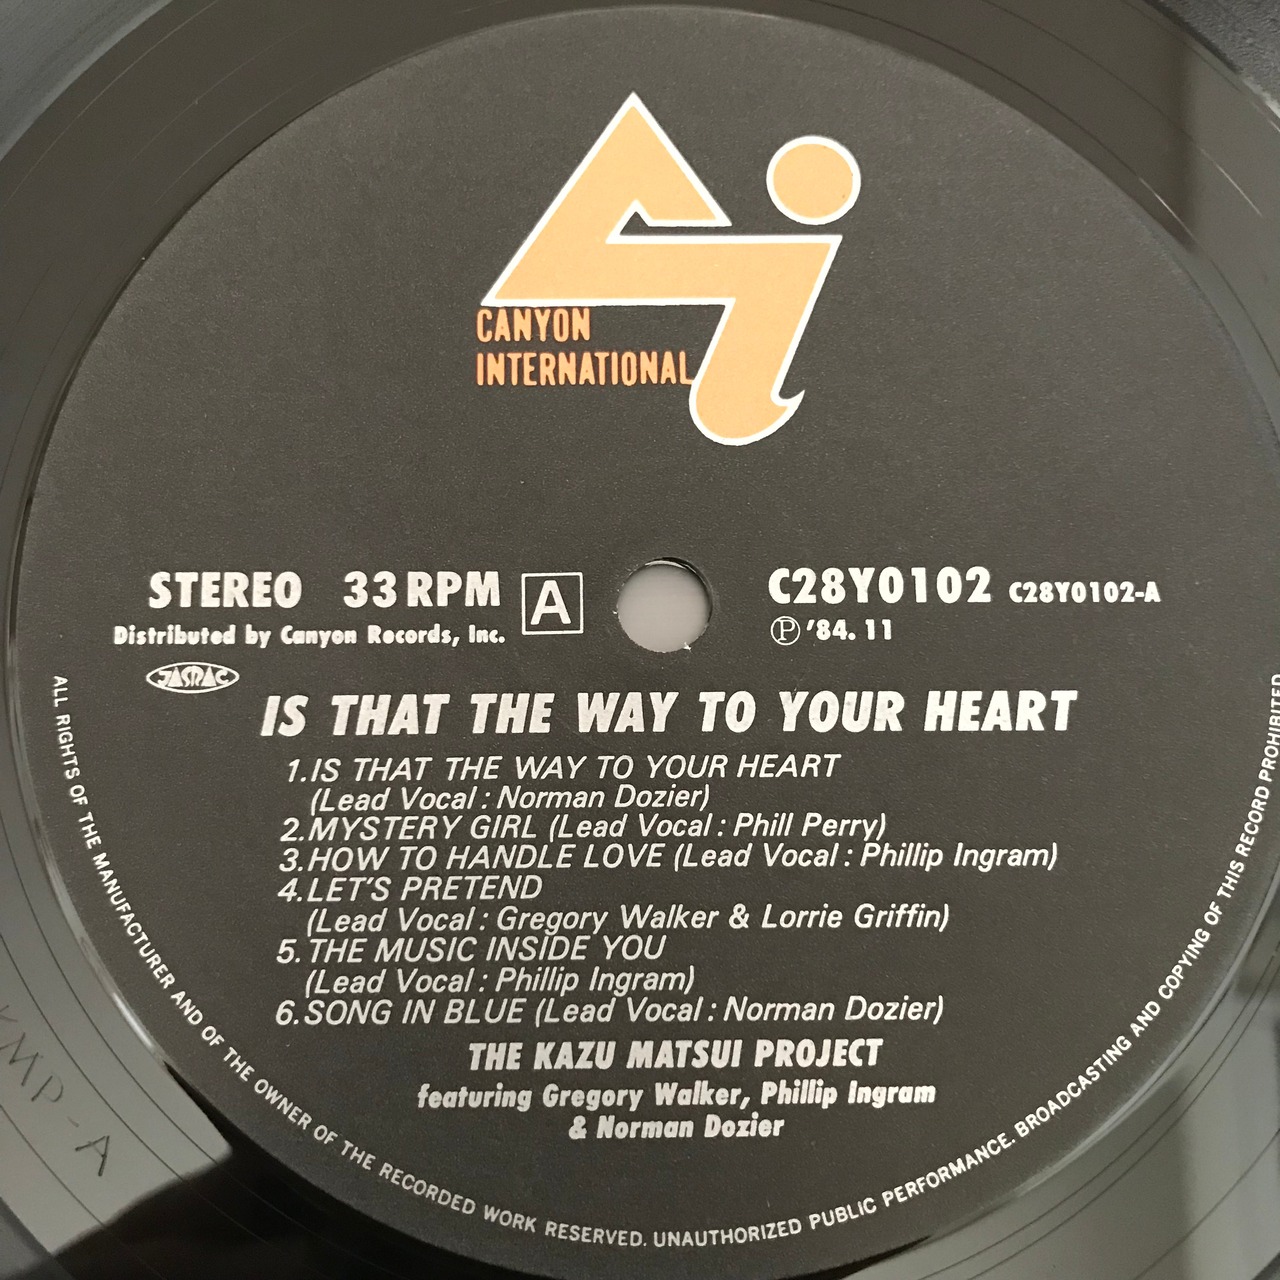 CANYON
INTERNATIONAL
STEREO 33 RPM A C28Y0102 C28Y0102-A
Distributed by Canyon Records, Inc. Ⓟ '84. 11
JASRAC
IS THAT THE WAY TO YOUR HEART
1. IS THAT THE WAY TO YOUR HEART
(Lead Vocal : Norman Dozier)
2. MYSTERY GIRL (Lead Vocal : Phill Perry)
3. HOW TO HANDLE LOVE (Lead Vocal : Phillip Ingram)
4. LET'S PRETEND
(Lead Vocal : Gregory Walker & Lorrie Griffin)
5. THE MUSIC INSIDE YOU
(Lead Vocal : Phillip Ingram)
6. SONG IN BLUE (Lead Vocal : Norman Dozier)
THE KAZU MATSUI PROJECT
featuring Gregory Walker, Phillip Ingram
& Norman Dozier
ALL RIGHTS OF THE MANUFACTURER AND OF THE OWNER OF THE RECORDED WORK RESERVED. UNAUTHORIZED PUBLIC PERFORMANCE. BROADCASTING AND COPYING OF THIS RECORD PROHIBITED
KMP-A